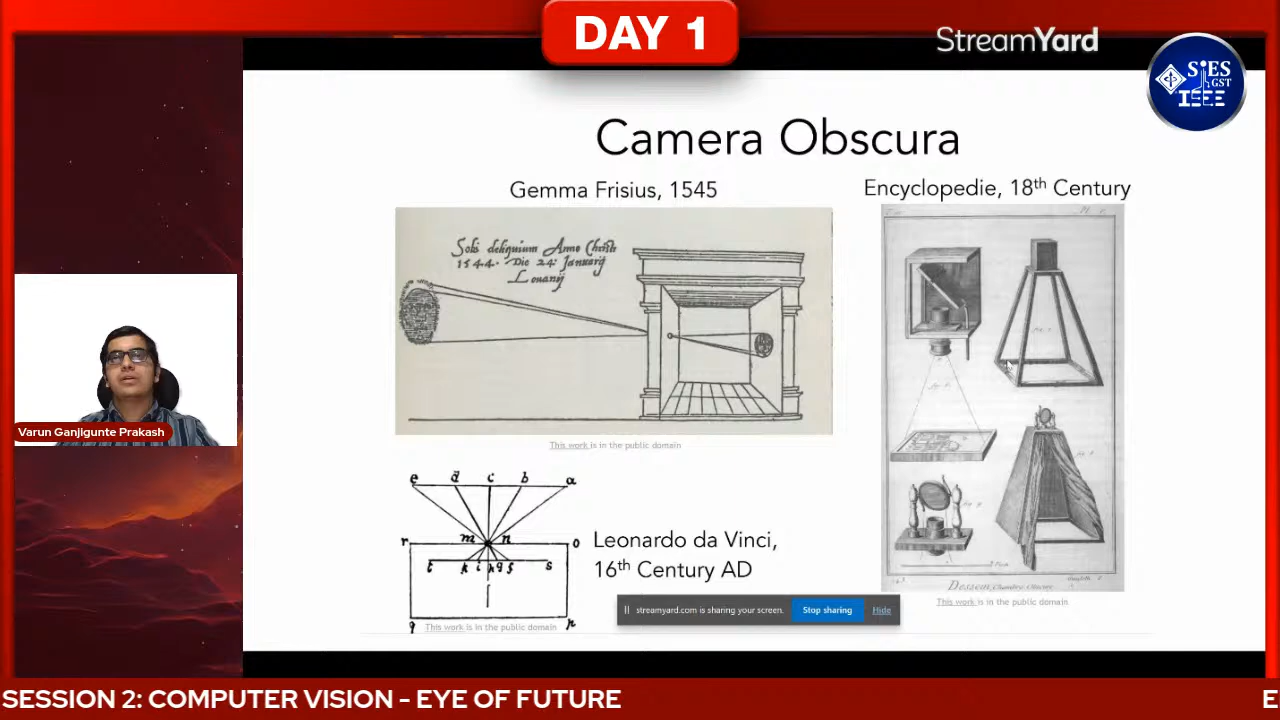 DAY 1
StreamYard
SIES
GST
IEEE
Camera Obscura
Gemma Frisius, 1545
Encyclopedie, 18th Century
Solis deliquium Anno Christi
1544. Die 24: Januarij
Louanij
This work is in the public domain
e d c b a
r m n o
t k i h g f s
q p
This work is in the public domain
Leonardo da Vinci,
16th Century AD
Dessein, Chambre Obscure
This work is in the public domain
streamyard.com is sharing your screen. Stop sharing Hide
Varun Ganjigunte Prakash
SESSION 2: COMPUTER VISION - EYE OF FUTURE
E